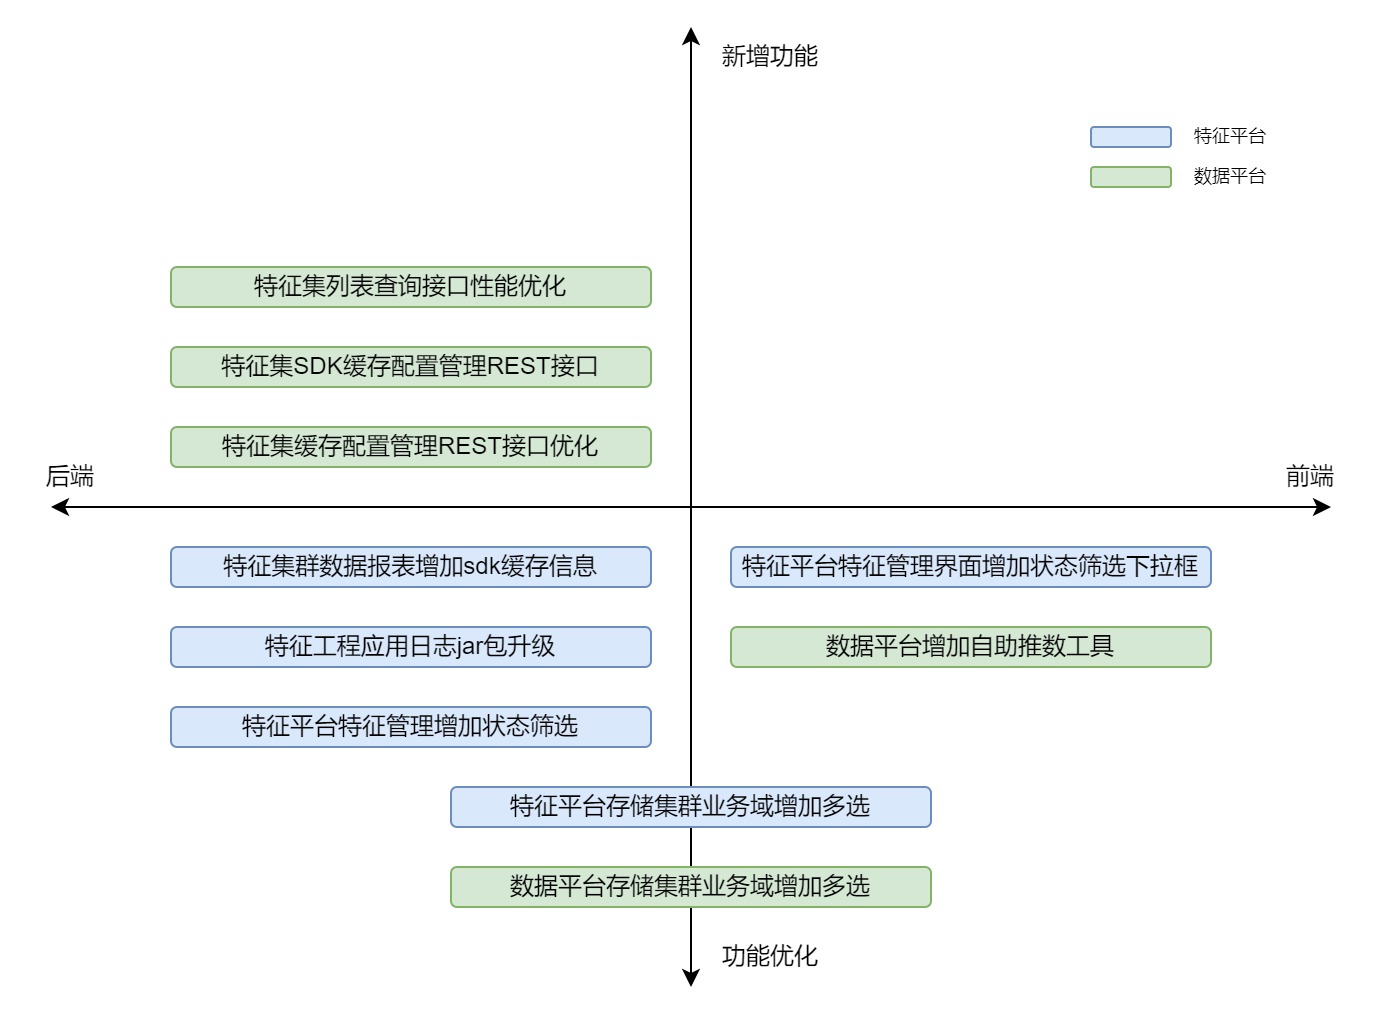 新增功能
特征平台
数据平台
特征集列表查询接口性能优化
特征集SDK缓存配置管理REST接口
特征集缓存配置管理REST接口优化
后端
前端
特征集群数据报表增加sdk缓存信息
特征平台特征管理界面增加状态筛选下拉框
特征工程应用日志jar包升级
数据平台增加自助推数工具
特征平台特征管理增加状态筛选
特征平台存储集群业务域增加多选
数据平台存储集群业务域增加多选
功能优化